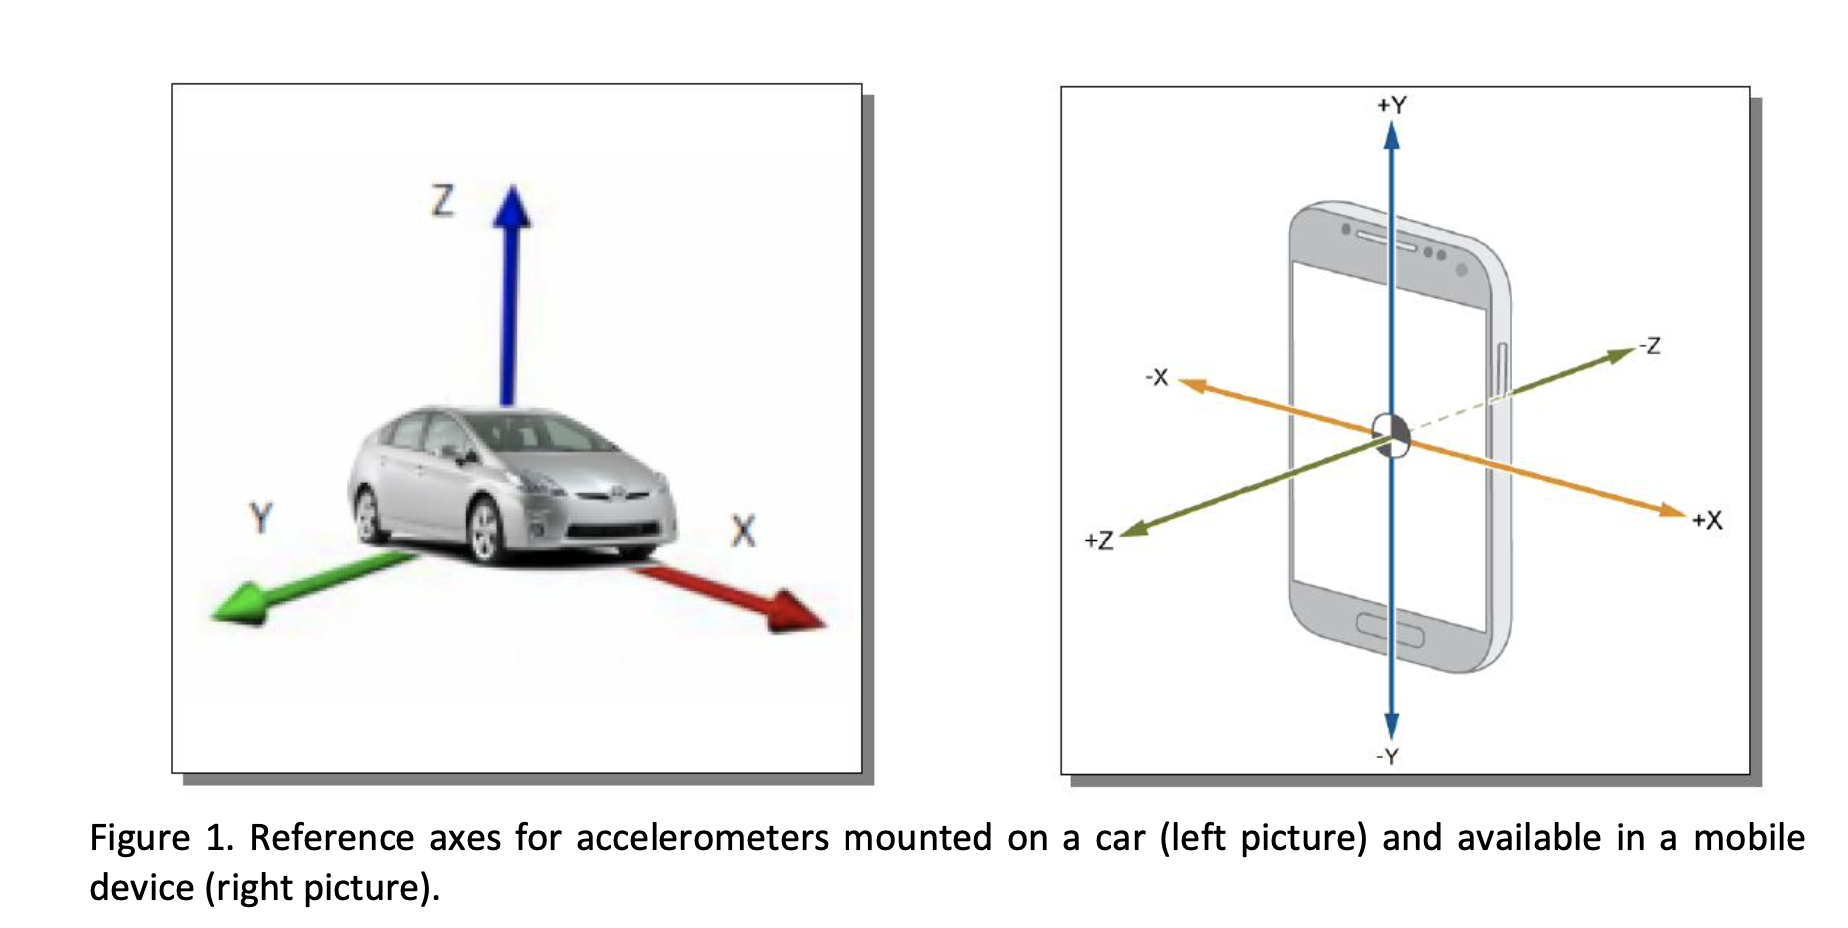 Z
Y
X
+Y
-Z
-X
+X
+Z
-Y
Figure 1. Reference axes for accelerometers mounted on a car (left picture) and available in a mobile
device (right picture).